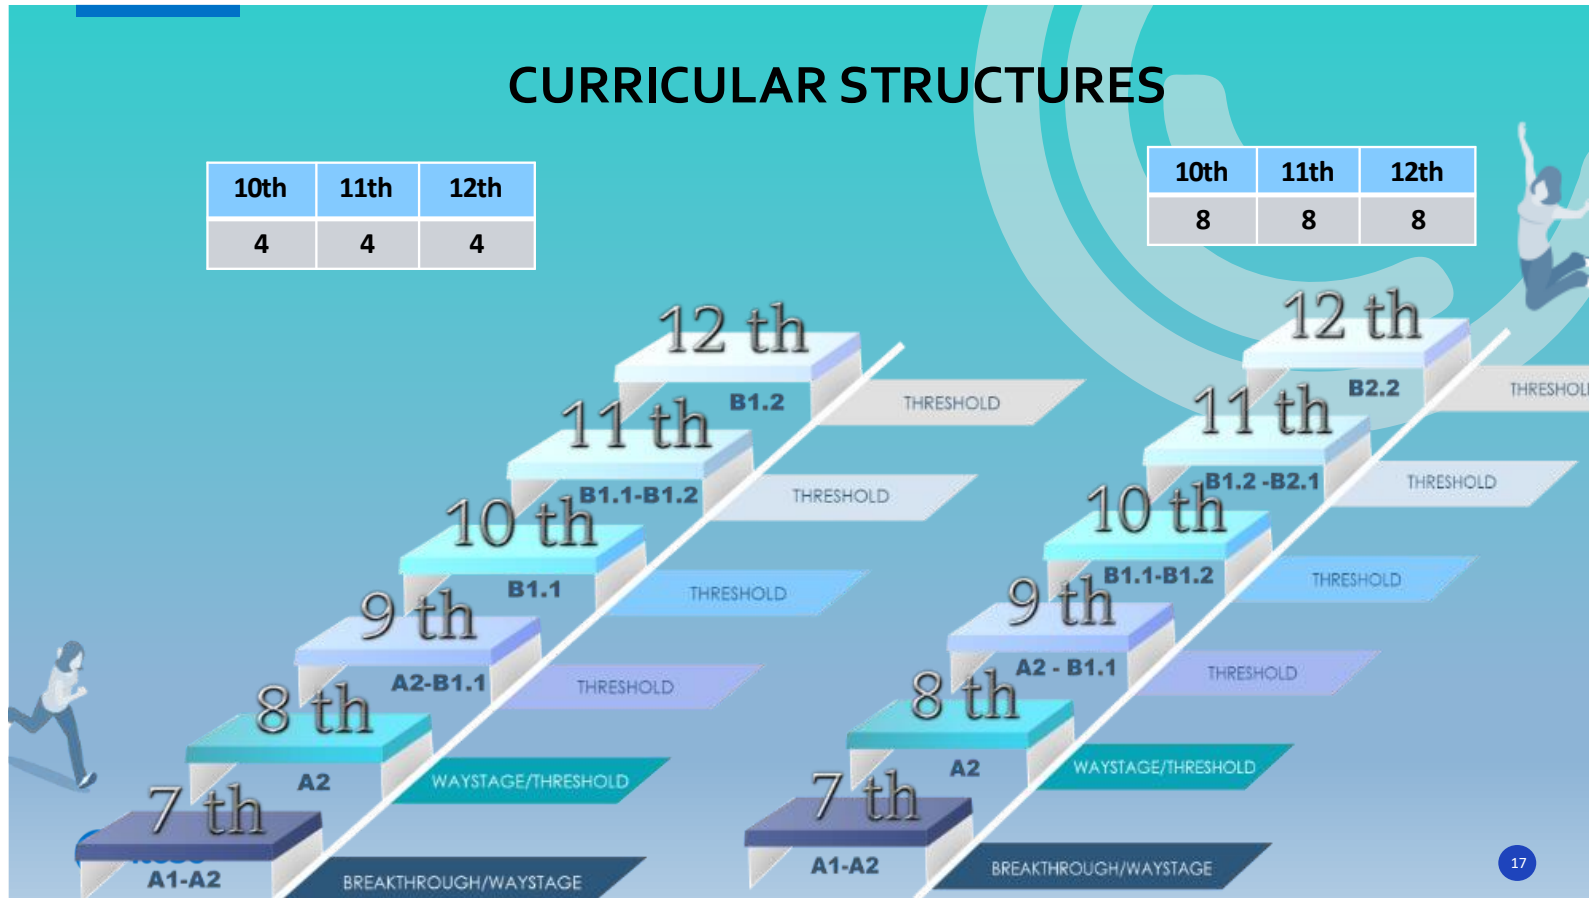 CURRICULAR STRUCTURES
10th 11th 12th
4 4 4
10th 11th 12th
8 8 8
12 th
B1.2
THRESHOLD
11 th
B1.1-B1.2
THRESHOLD
10 th
B1.1
THRESHOLD
9 th
A2-B1.1
THRESHOLD
8 th
A2
WAYSTAGE/THRESHOLD
7 th
A1-A2
BREAKTHROUGH/WAYSTAGE
12 th
B2.2
THRESHOL
11 th
B1.2 -B2.1
THRESHOLD
10 th
B1.1-B1.2
THRESHOLD
9 th
A2 - B1.1
THRESHOLD
8 th
A2
WAYSTAGE/THRESHOLD
7 th
A1-A2
BREAKTHROUGH/WAYSTAGE
17